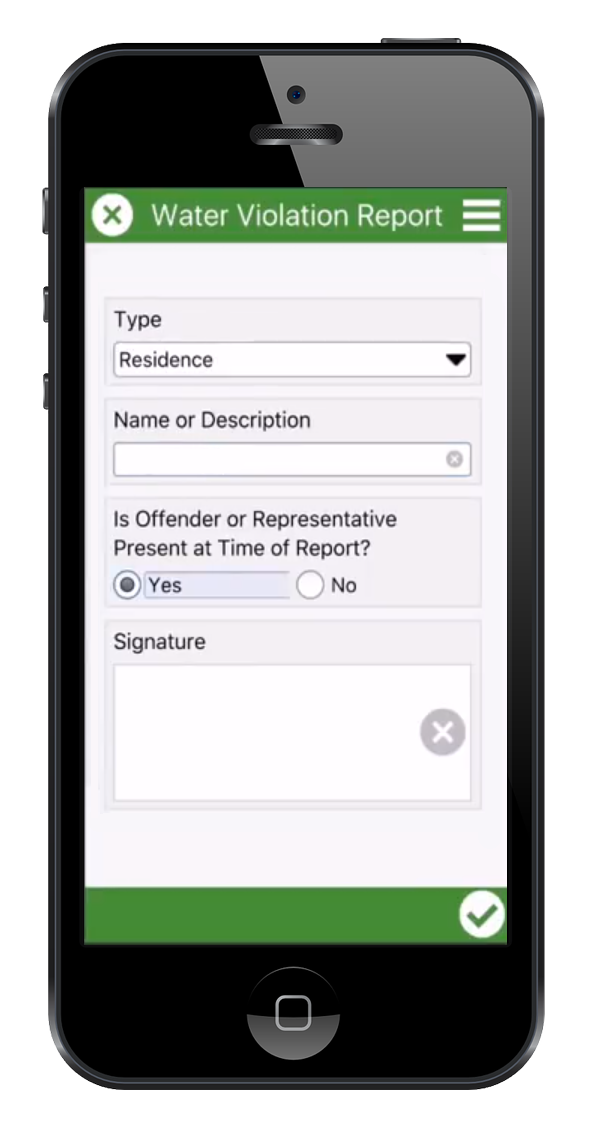 Water Violation Report
Type
Residence
Name or Description
Is Offender or Representative
Present at Time of Report?
Yes No
Signature